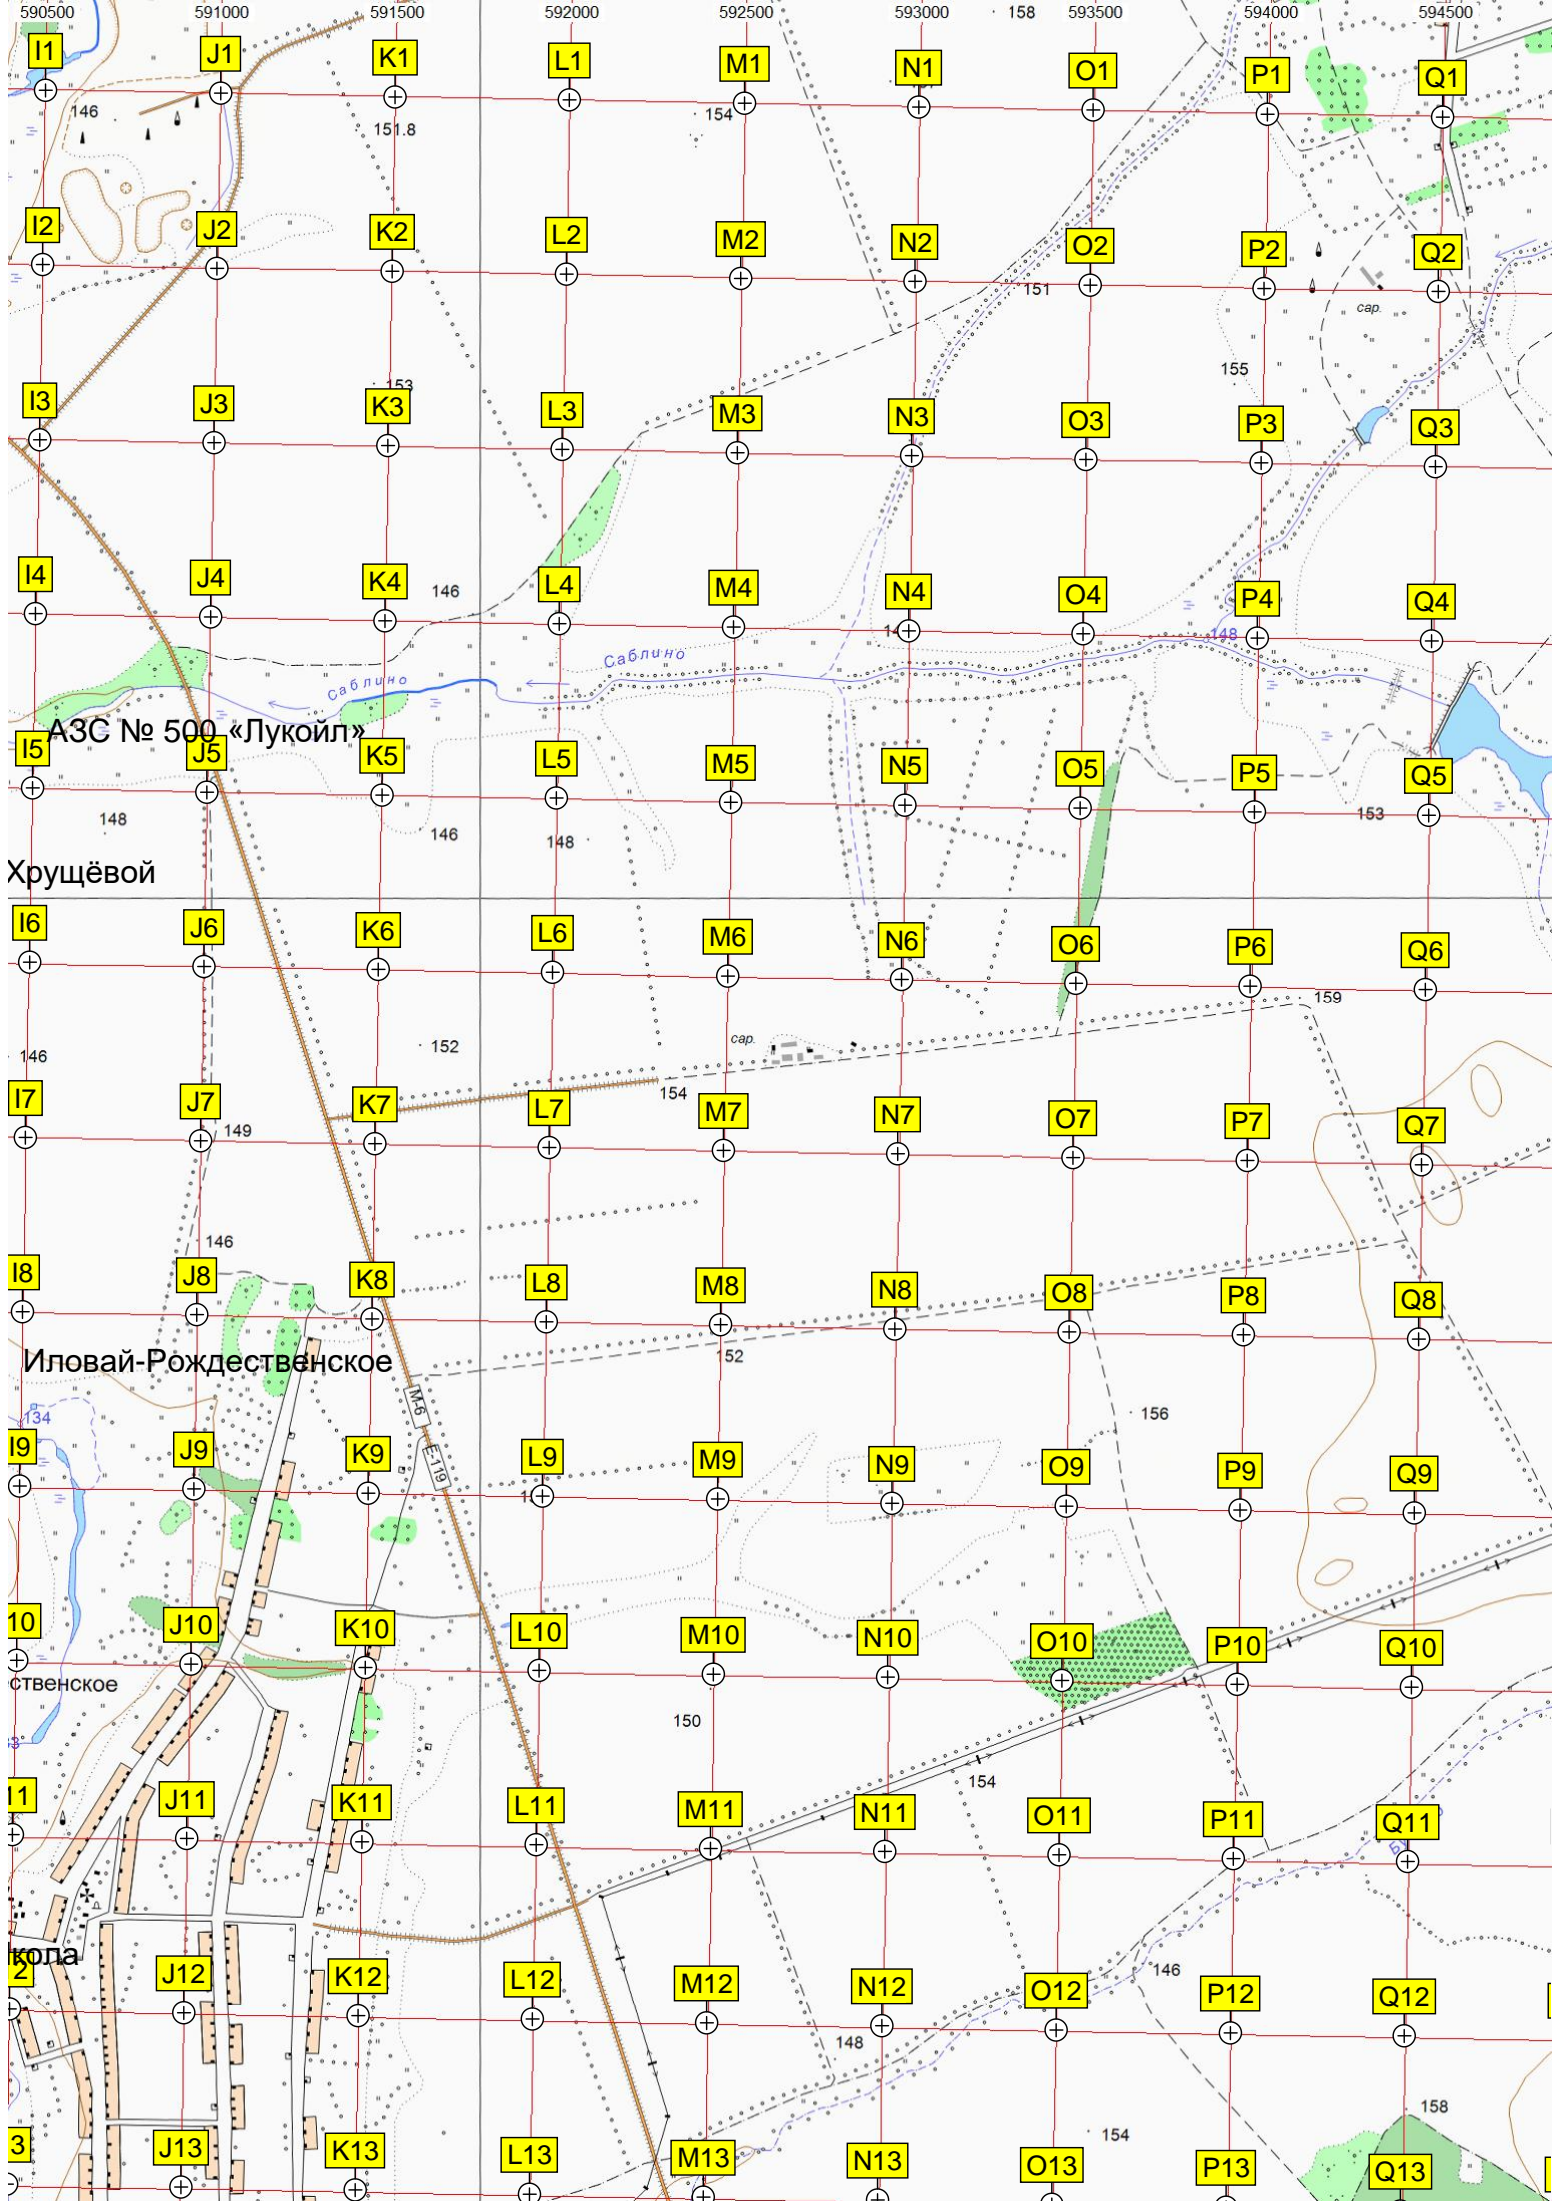 590500 591000 591500 592000 592500 593000 158 593500 594000 594500
I1 J1 K1 L1 M1 N1 O1 P1 Q1
146 151.8 154
I2 J2 K2 L2 M2 N2 O2 P2 Q2
151 сар.
155
153
I3 J3 K3 L3 M3 N3 O3 P3 Q3
I4 J4 K4 146 L4 M4 N4 O4 P4 Q4
148
Саблино
Саблино
АЗС № 500 «Лукойл»
I5 J5 K5 L5 M5 N5 O5 P5 Q5
148 146 148 153
Хрущёвой
I6 J6 K6 L6 M6 N6 O6 P6 Q6
159
146 152 сар.
154
I7 J7 K7 L7 M7 N7 O7 P7 Q7
149
146
I8 J8 K8 L8 M8 N8 O8 P8 Q8
Иловай-Рождественское
152
М-6
134 156
I9 J9 K9 L9 M9 N9 O9 P9 Q9
Е-119
10 J10 K10 L10 M10 N10 O10 P10 Q10
ственское
150
154
11 J11 K11 L11 M11 N11 O11 P11 Q11
кола
2 J12 K12 L12 M12 N12 O12 P12 Q12
146
148
158
154
3 J13 K13 L13 M13 N13 O13 P13 Q13